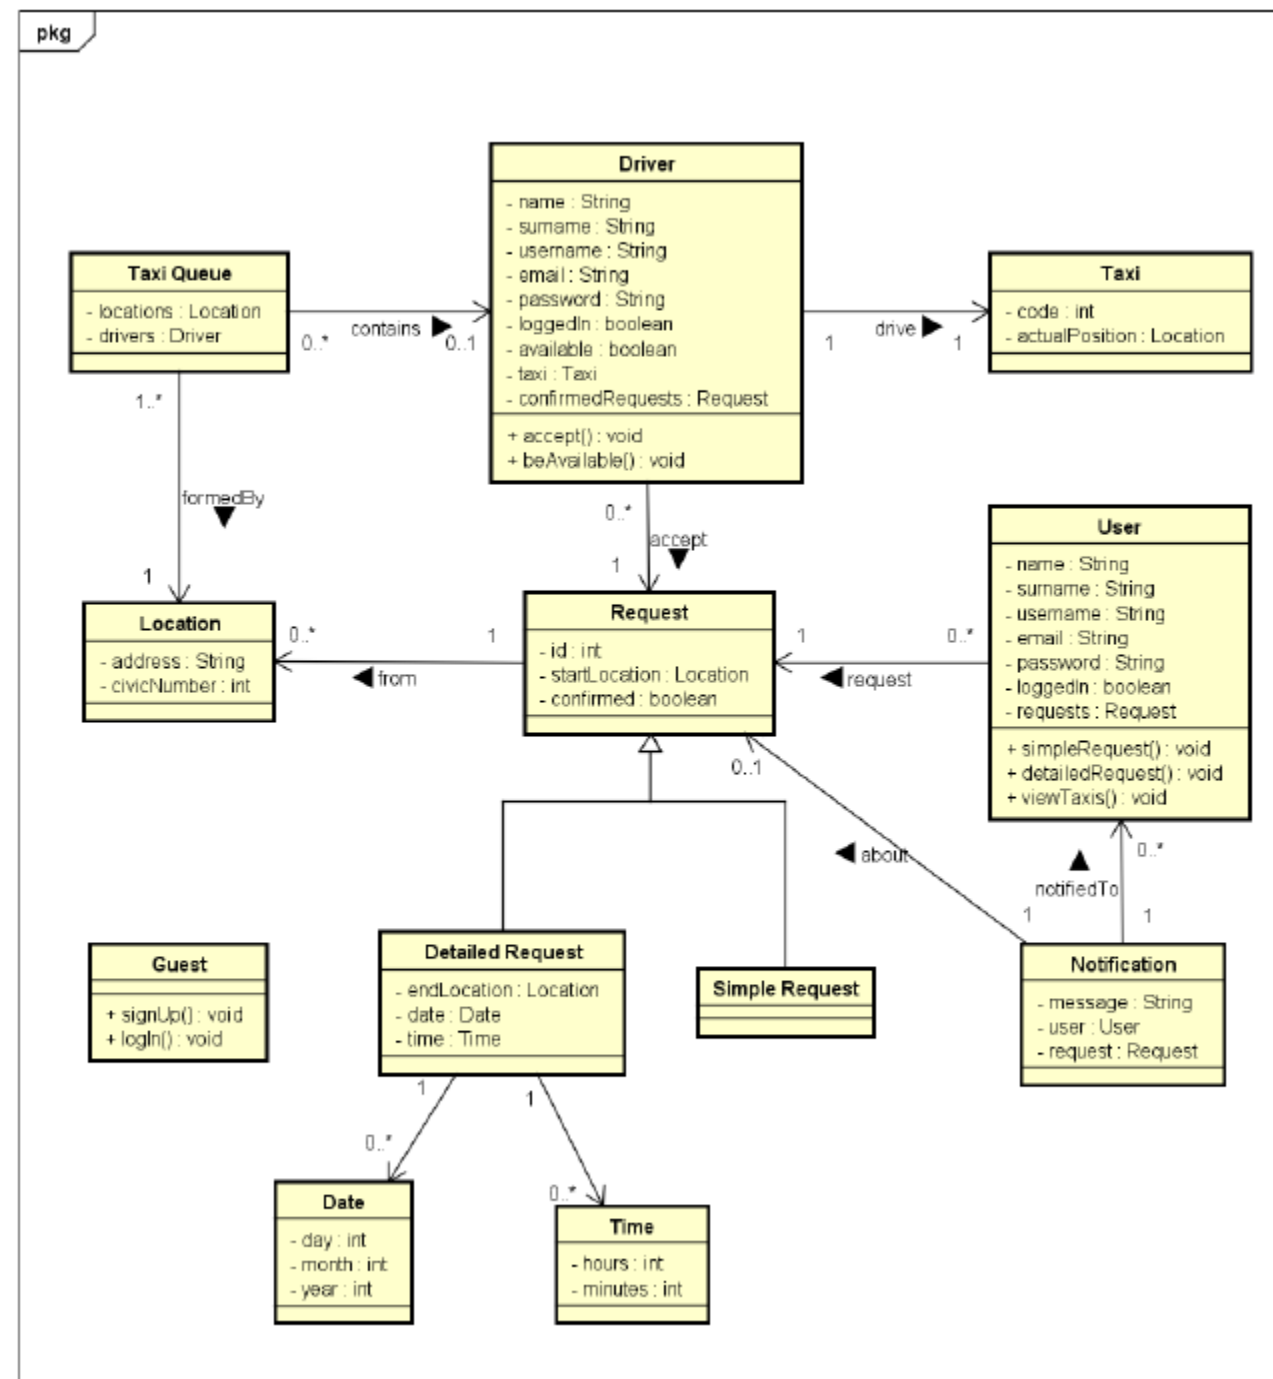 pkg
Driver
- name : String
- surname : String
- username : String
- email : String
- password : String
- loggedIn : boolean
- available : boolean
- taxi : Taxi
- confirmedRequests : Request
+ accept() : void
+ beAvailable() : void
Taxi Queue
- locations : Location
- drivers : Driver
contains
0..*
0..1
Taxi
- code : int
- actualPosition : Location
1
drive
1
1..*
formedBy
1
0..*
accept
1
Location
- address : String
- civicNumber : int
0..*
1
from
Request
- id : int
- startLocation : Location
- confirmed : boolean
1
0..*
request
User
- name : String
- surname : String
- username : String
- email : String
- password : String
- loggedIn : boolean
- requests : Request
+ simpleRequest() : void
+ detailedRequest() : void
+ viewTaxis() : void
0..1
about
1
0..*
notifiedTo
1
Guest
+ signUp() : void
+ logIn() : void
Detailed Request
- endLocation : Location
- date : Date
- time : Time
Simple Request
Notification
- message : String
- user : User
- request : Request
1
1
0..*
0..*
Date
- day : int
- month : int
- year : int
Time
- hours : int
- minutes : int